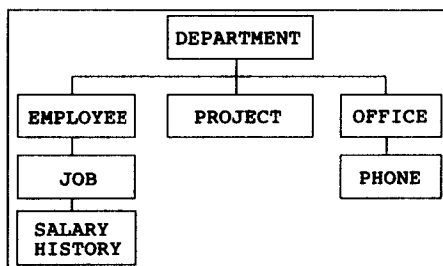 DEPARTMENT
EMPLOYEE
PROJECT
OFFICE
JOB
PHONE
SALARY
HISTORY